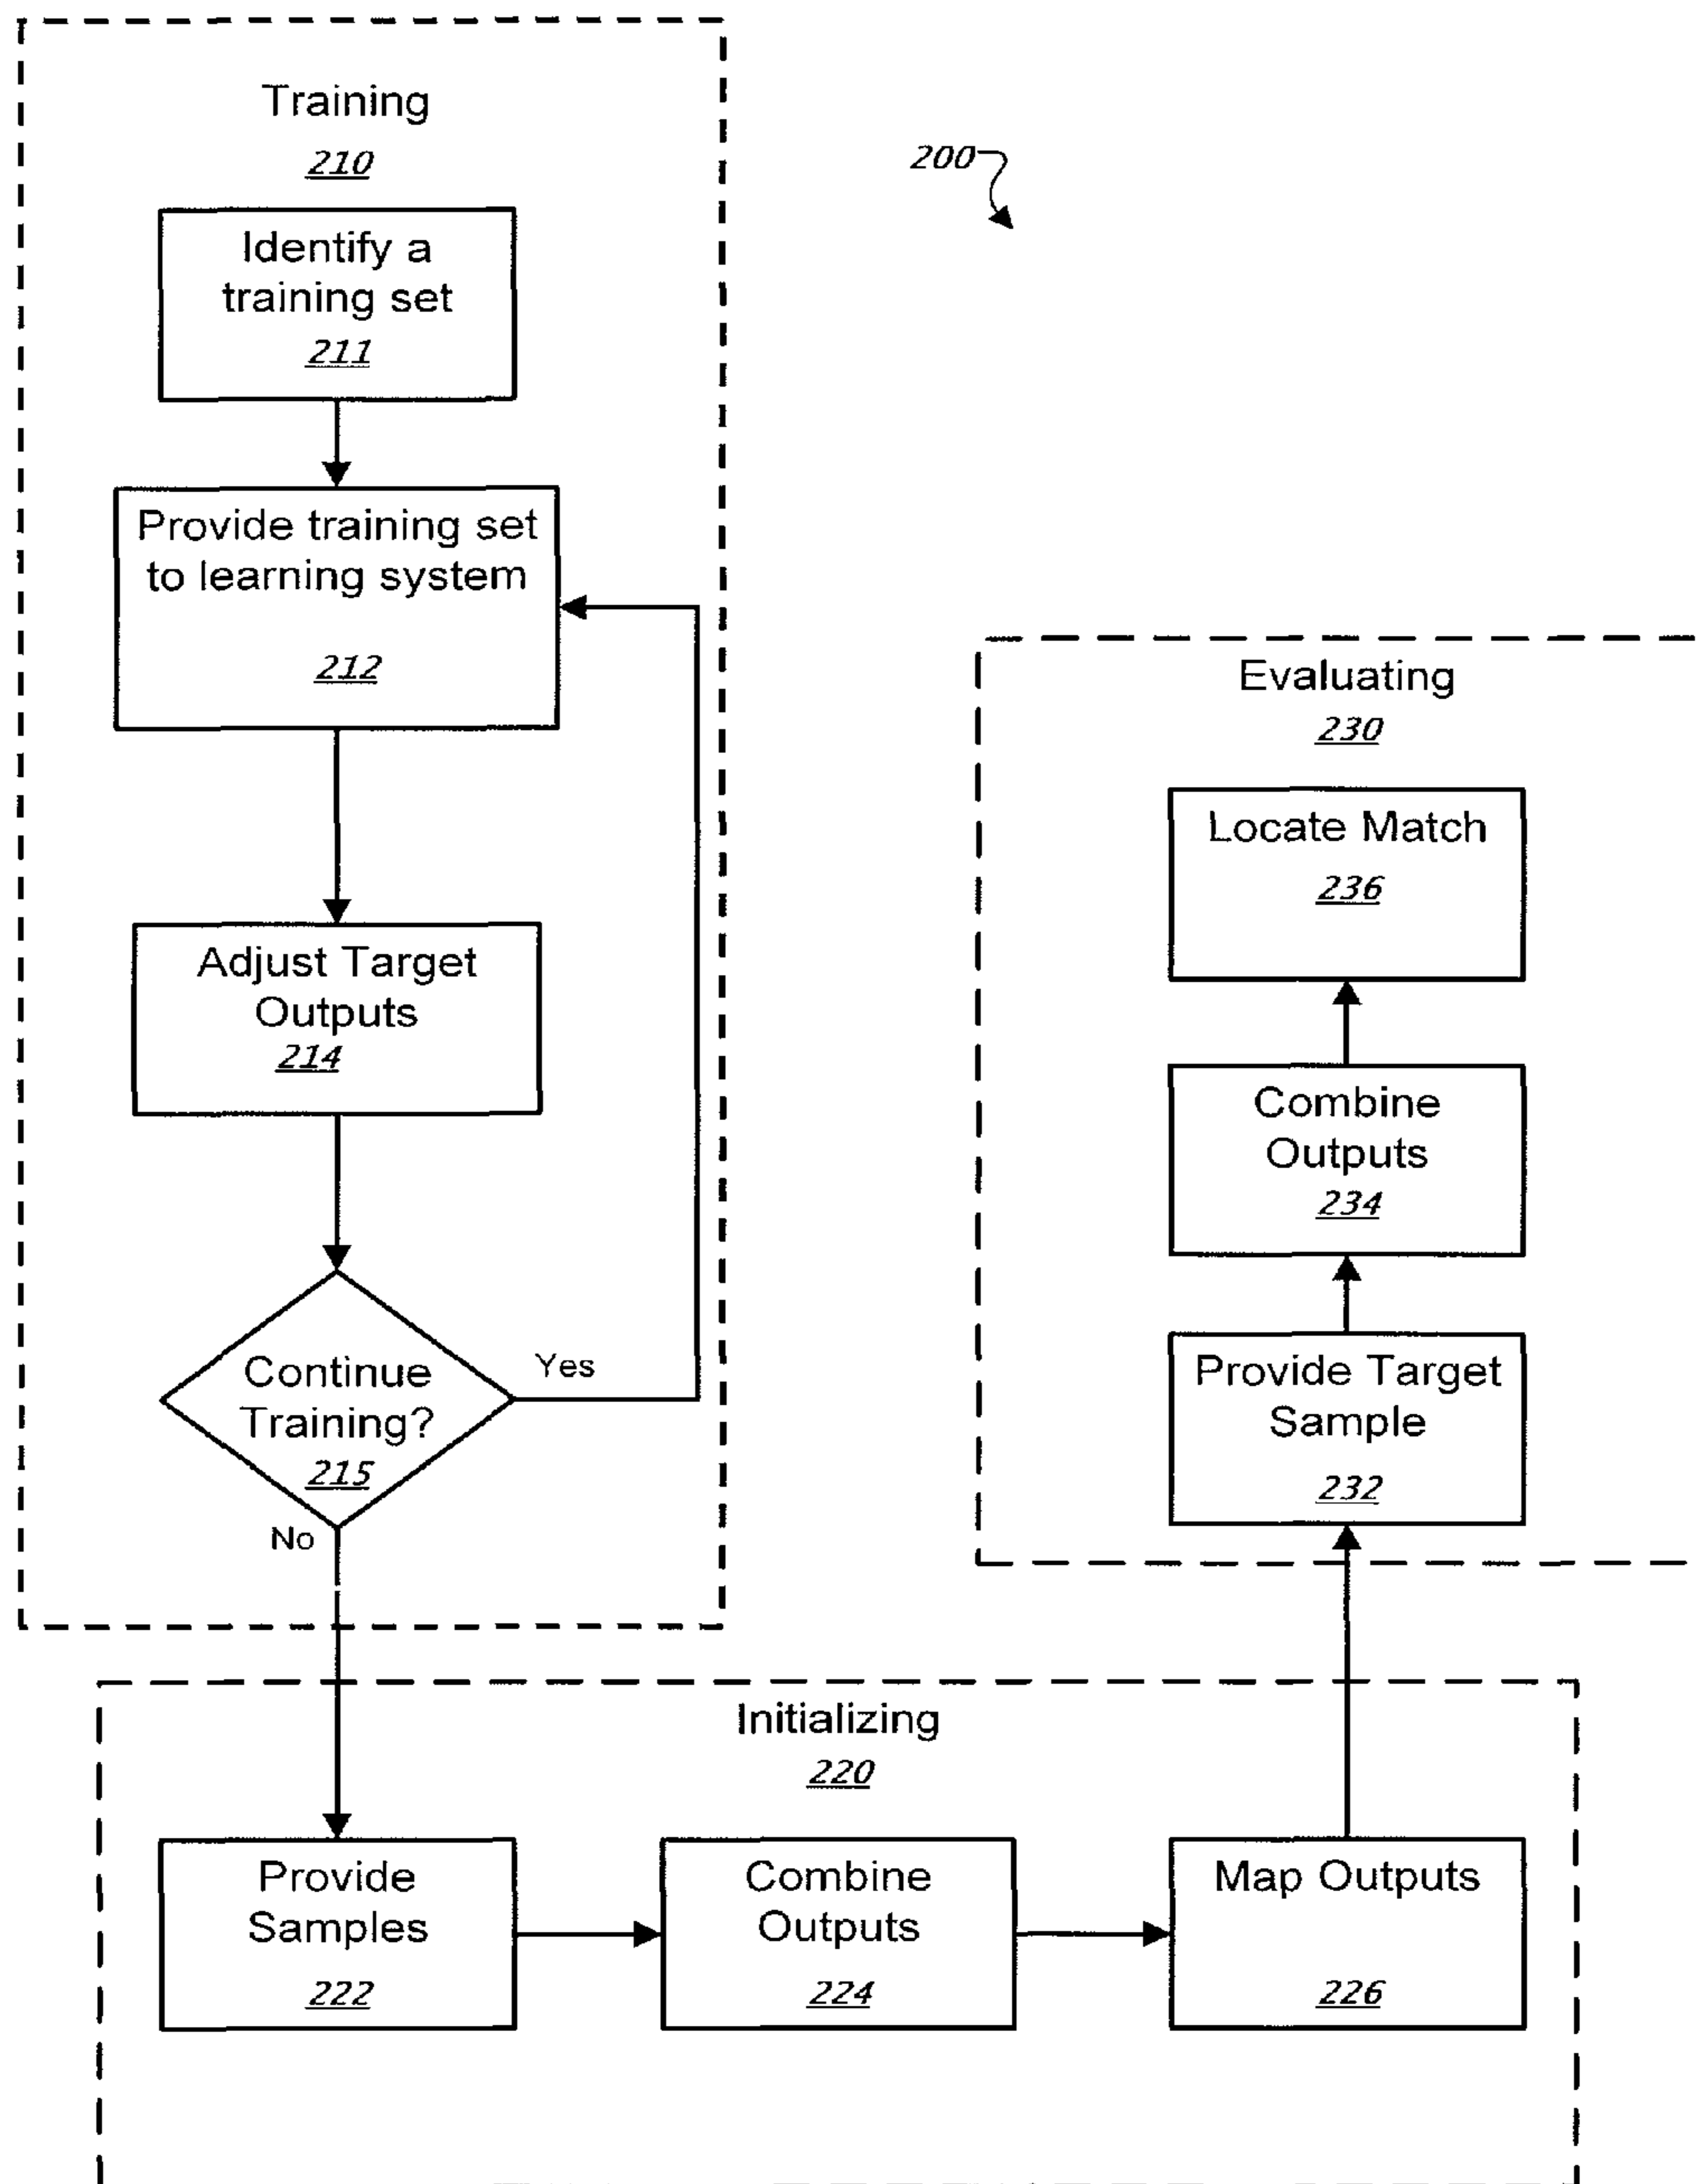 Training
210
Identify a
training set
211
Provide training set
to learning system
212
Adjust Target
Outputs
214
Continue
Training?
215
Yes
No
200
Initializing
220
Provide
Samples
222
Combine
Outputs
224
Map Outputs
226
Evaluating
230
Locate Match
236
Combine
Outputs
234
Provide Target
Sample
232